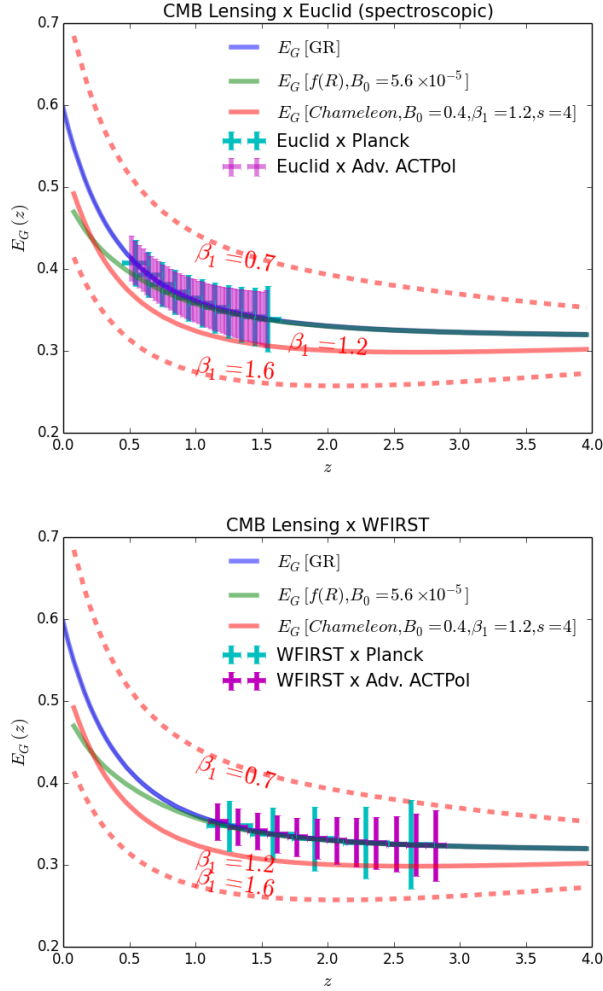 CMB Lensing x Euclid (spectroscopic)
0.7
0.6
0.5
0.4
0.3
0.2
E_G(z)
E_G[GR]
E_G[f(R),B_0=5.6×10^{-5}]
E_G[Chameleon,B_0=0.4,β_1=1.2,s=4]
Euclid x Planck
Euclid x Adv. ACTPol
β_1=0.7
β_1=1.2
β_1=1.6
0.0 0.5 1.0 1.5 2.0 2.5 3.0 3.5 4.0
z
CMB Lensing x WFIRST
0.7
0.6
0.5
0.4
0.3
0.2
E_G(z)
E_G[GR]
E_G[f(R),B_0=5.6×10^{-5}]
E_G[Chameleon,B_0=0.4,β_1=1.2,s=4]
WFIRST x Planck
WFIRST x Adv. ACTPol
β_1=0.7
β_1=1.2
β_1=1.6
0.0 0.5 1.0 1.5 2.0 2.5 3.0 3.5 4.0
z